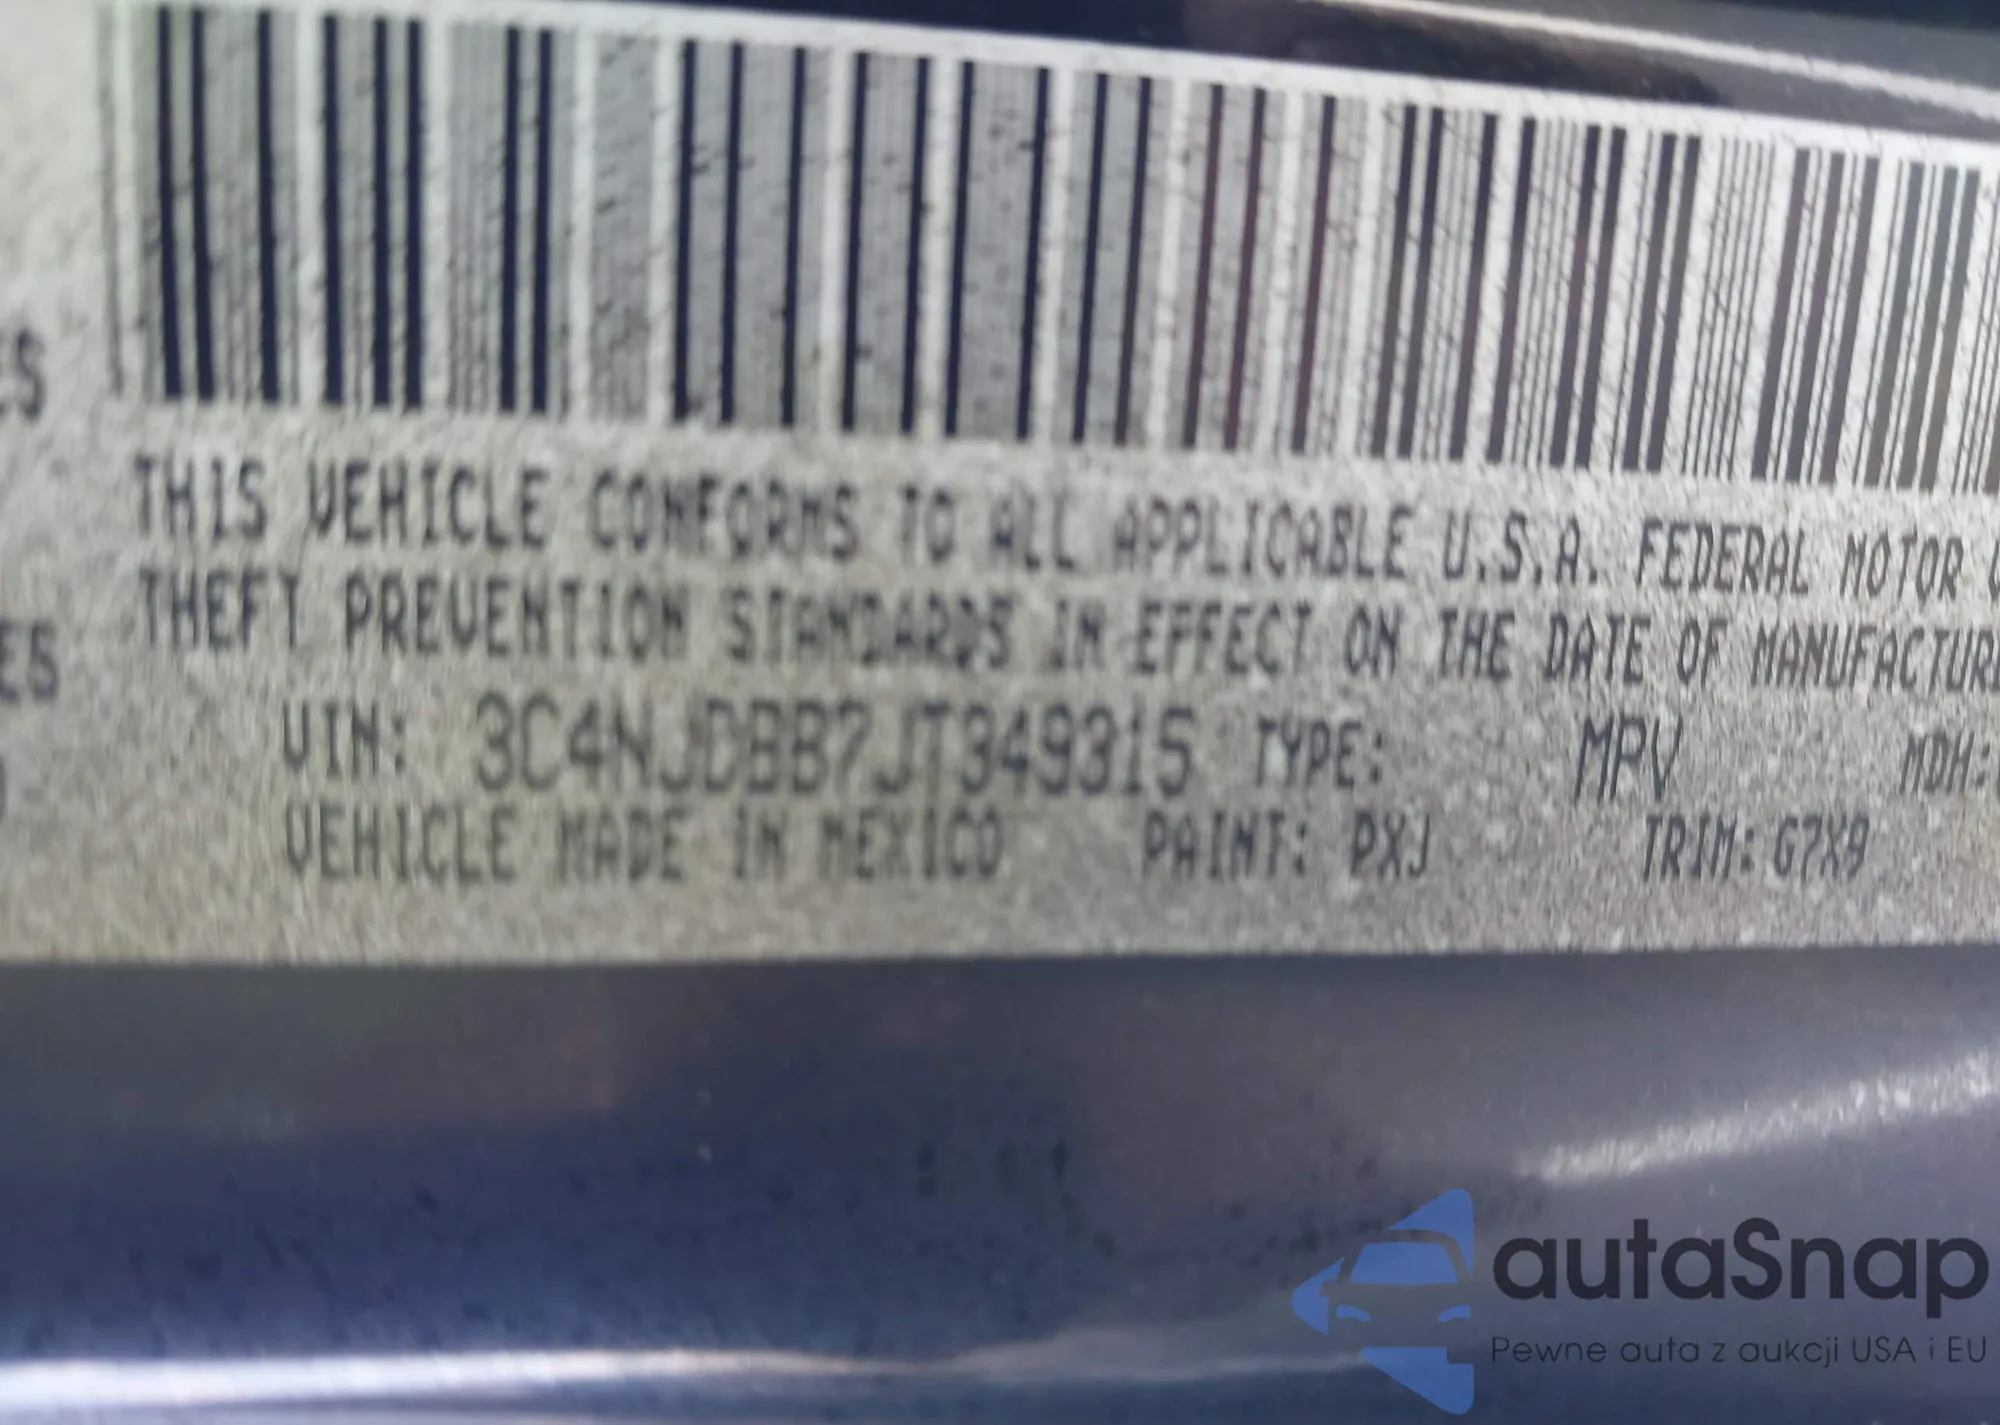 THIS VEHICLE CONFORMS TO ALL APPLICABLE U.S.A. FEDERAL MOTOR
THEFT PREVENTION STANDARDS IN EFFECT ON THE DATE OF MANUFACTURE
VIN: 3C4NJDBB7JT349315 TYPE: MPV MDH:
VEHICLE MADE IN MEXICO PAINT: PXJ TRIM: G7X9
autaSnap
Pewne auta z aukcji USA i EU